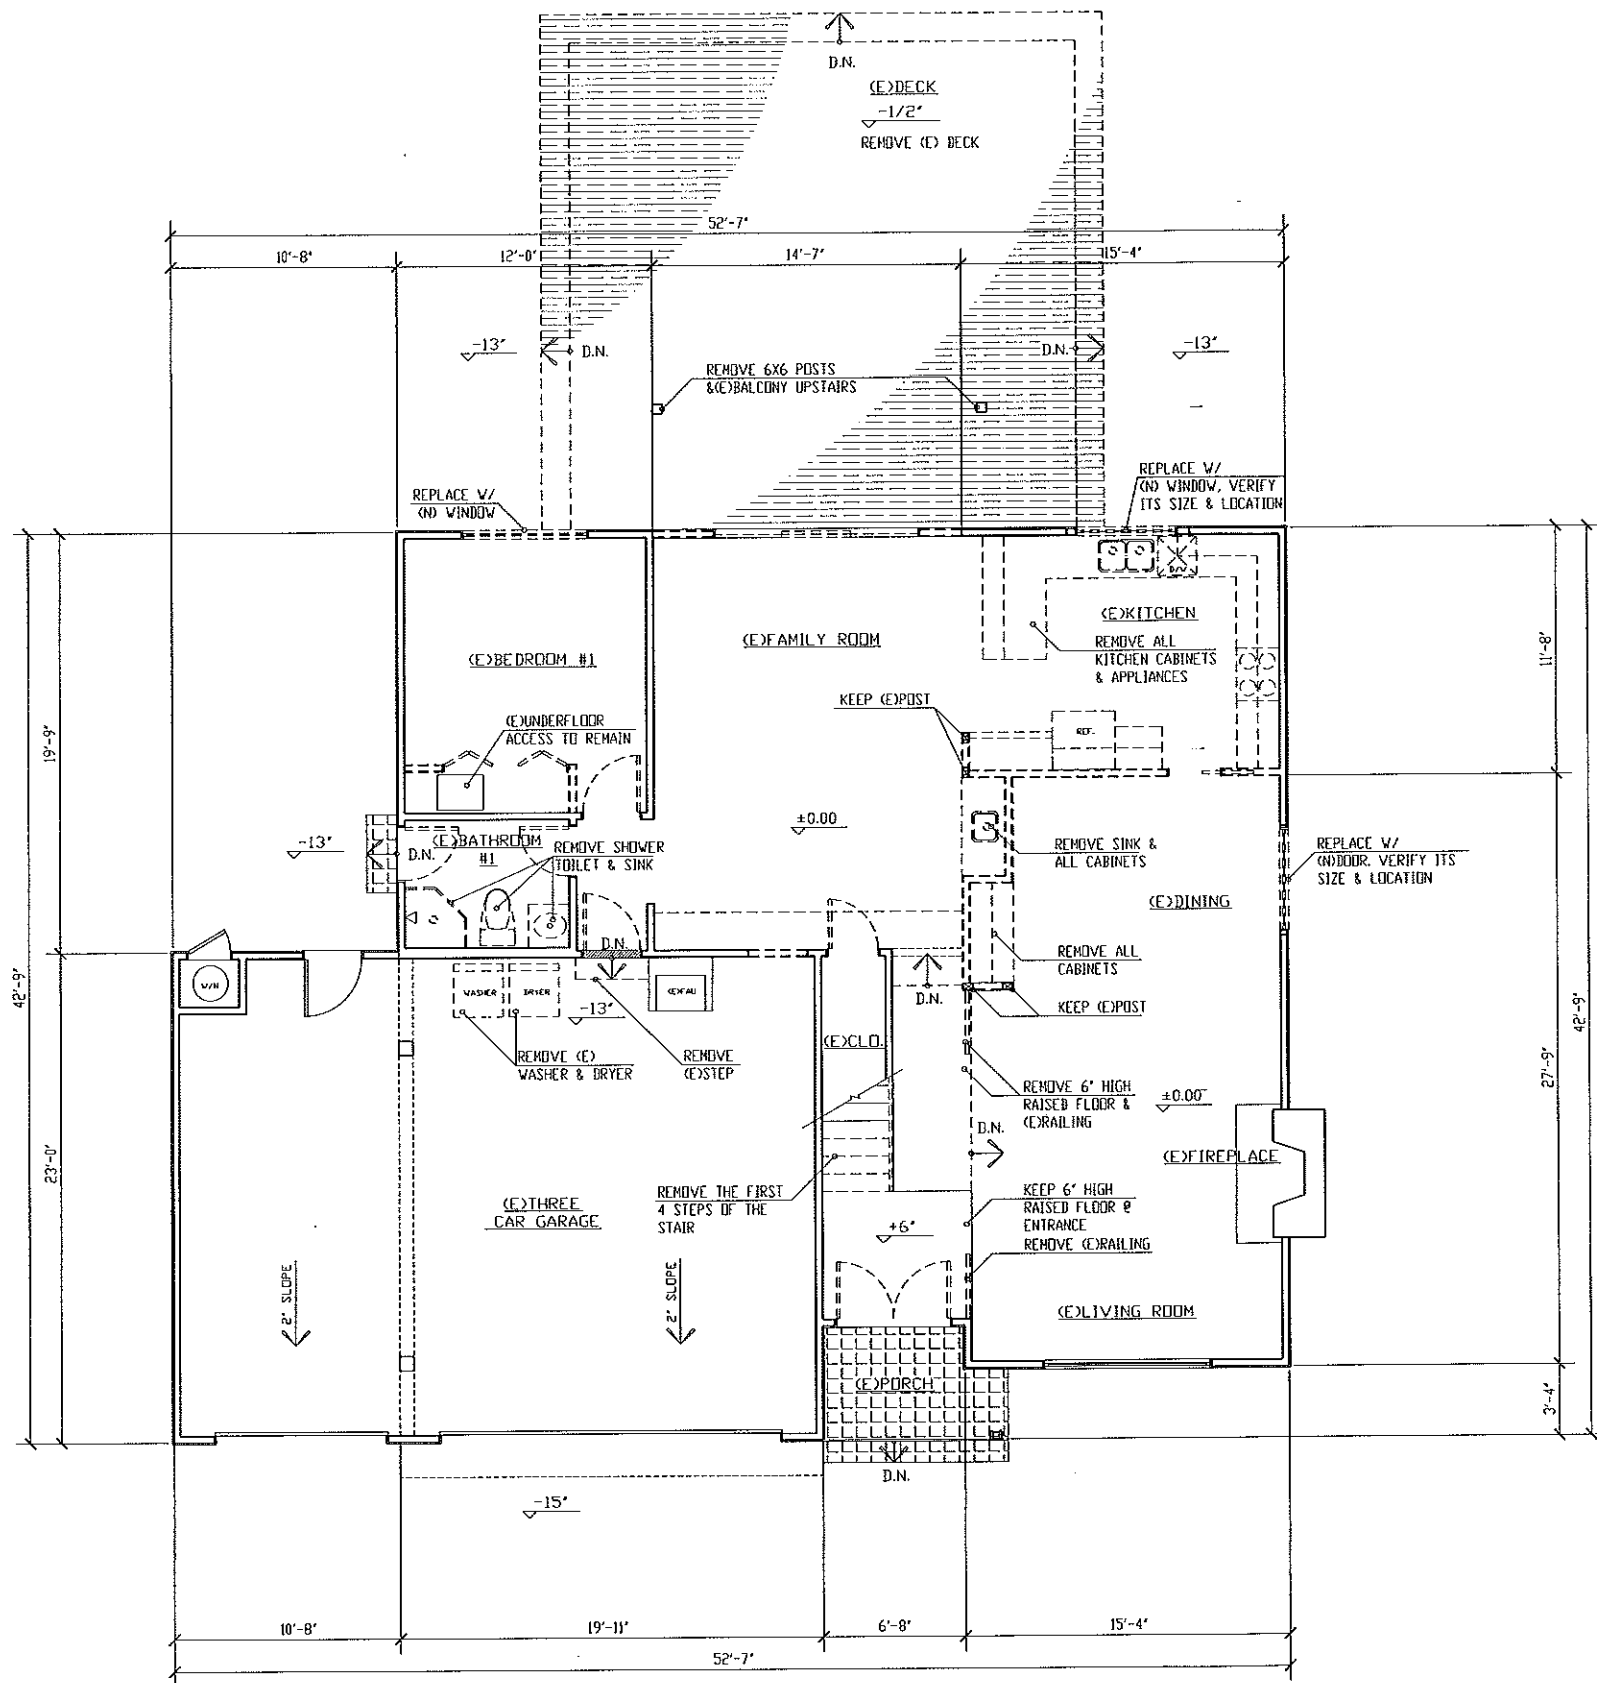 D.N.
(E)DECK
-1/2"
REMOVE (E) DECK
52'-7"
10'-8"
12'-0"
14'-7"
15'-4"
-13"
D.N.
D.N.
-13"
REMOVE 6X6 POSTS
&(E)BALCONY UPSTAIRS
REPLACE W/
(N) WINDOW
REPLACE W/
(N) WINDOW, VERIFY
ITS SIZE & LOCATION
(E)KITCHEN
REMOVE ALL
KITCHEN CABINETS
& APPLIANCES
(E)FAMILY ROOM
(E)BEDROOM #1
11'-8"
KEEP (E)POST
(E)UNDERFLOOR
ACCESS TO REMAIN
REF.
19'-9"
±0.00
-13"
D.N.
(E)BATHROOM
#1
REMOVE SHOWER
TOILET & SINK
REMOVE SINK &
ALL CABINETS
REPLACE W/
(N)DOOR. VERIFY ITS
SIZE & LOCATION
(E)DINING
D.N.
REMOVE ALL
CABINETS
42'-9"
W/H
WASHER
DRYER
(E)FAU
-13"
D.N.
KEEP (E)POST
42'-9"
(E)CLO.
REMOVE (E)
WASHER & DRYER
REMOVE
(E)STEP
REMOVE 6" HIGH
RAISED FLOOR &
(E)RAILING
±0.00
27'-9"
D.N.
(E)FIREPLACE
23'-0"
(E)THREE
CAR GARAGE
REMOVE THE FIRST
4 STEPS OF THE
STAIR
KEEP 6" HIGH
RAISED FLOOR @
ENTRANCE
REMOVE (E)RAILING
+6"
2" SLOPE
2" SLOPE
(E)LIVING ROOM
(E)PORCH
3'-4"
D.N.
-15"
10'-8"
19'-11"
6'-8"
15'-4"
52'-7"